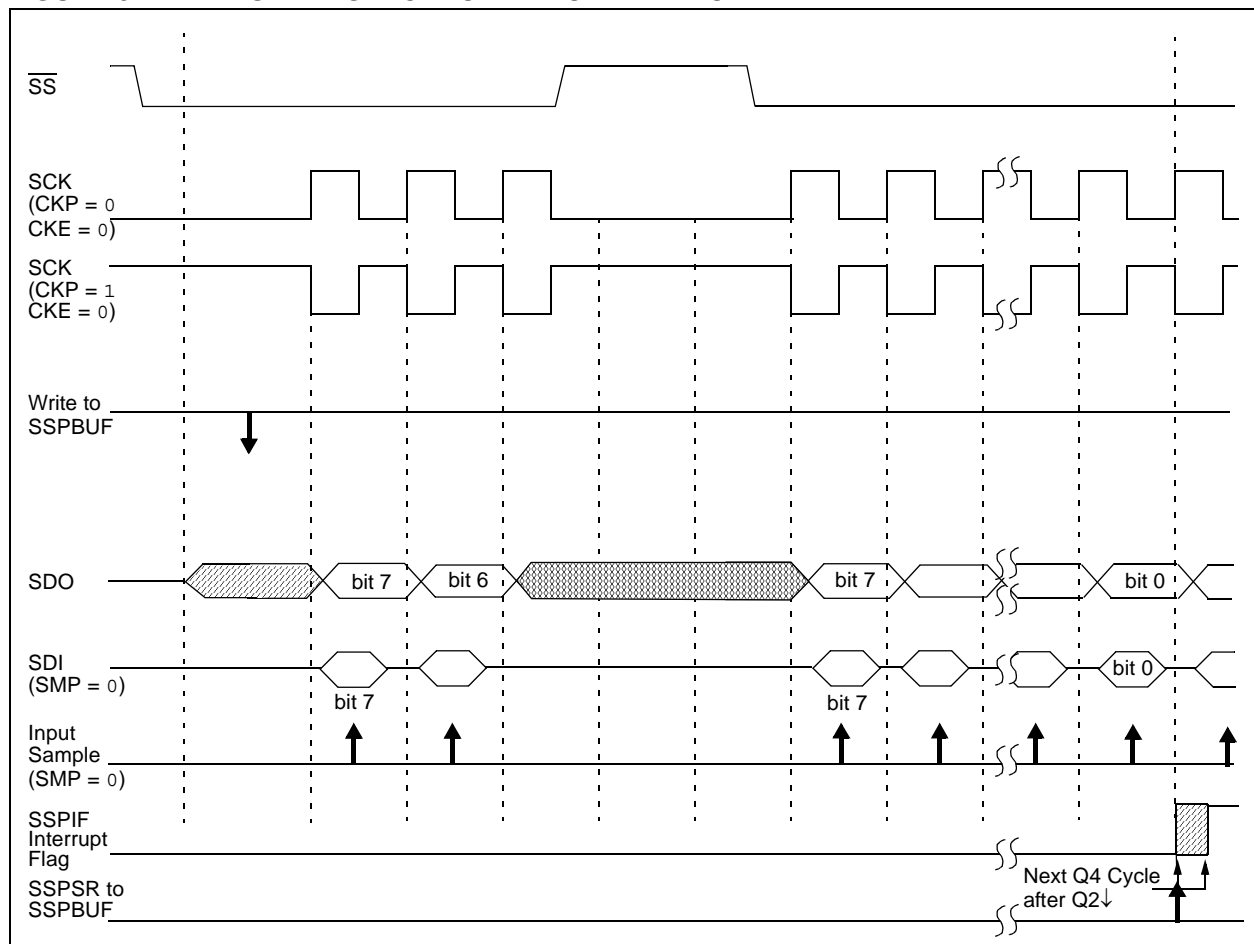 SS
SCK
(CKP = 0
CKE = 0)
SCK
(CKP = 1
CKE = 0)
Write to
SSPBUF
SDO
bit 7
bit 6
bit 7
bit 0
SDI
(SMP = 0)
bit 0
bit 7
bit 7
Input
Sample
(SMP = 0)
SSPIF
Interrupt
Flag
Next Q4 Cycle
after Q2↓
SSPSR to
SSPBUF